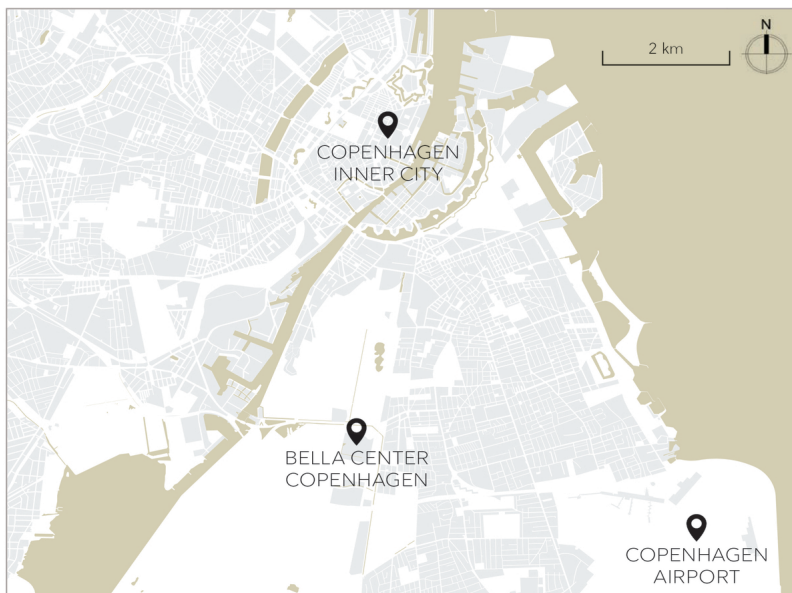 N
2 km
COPENHAGEN
INNER CITY
BELLA CENTER
COPENHAGEN
COPENHAGEN
AIRPORT